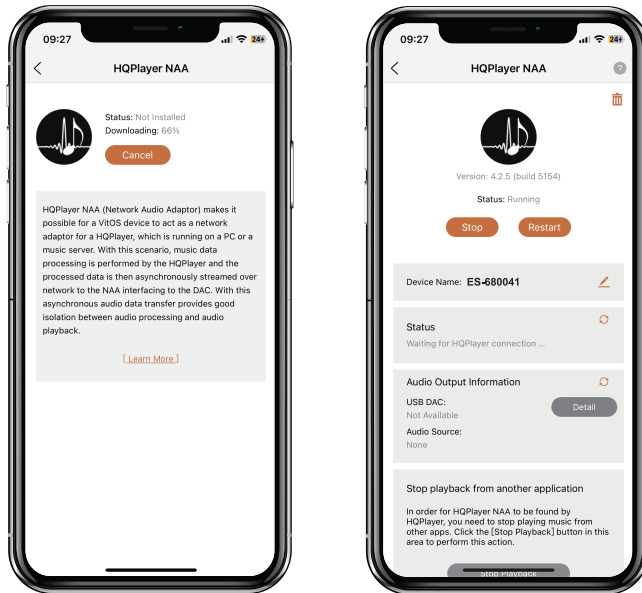 09:27
24
HQPlayer NAA
Status: Not Installed
Downloading: 66%
Cancel
HQPlayer NAA (Network Audio Adaptor) makes it
possible for a VitOS device to act as a network
adaptor for a HQPlayer, which is running on a PC or a
music server. With this scenario, music data
processing is performed by the HQPlayer and the
processed data is then asynchronously streamed over
network to the NAA interfacing to the DAC. With this
asynchronous audio data transfer provides good
isolation between audio processing and audio
playback.
[ Learn More ]
09:27
24
HQPlayer NAA
?
Version: 4.2.5 (build 5154)
Status: Running
Stop Restart
Device Name: ES-680041
Status
Waiting for HQPlayer connection ...
Audio Output Information
USB DAC:
Not Available
Detail
Audio Source:
None
Stop playback from another application
In order for HQPlayer NAA to be found by
HQPlayer, you need to stop playing music from
other apps. Click the [Stop Playback] button in this
area to perform this action.
Stop Playback